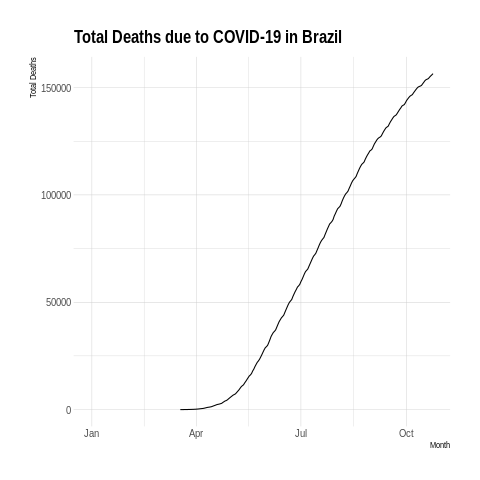 Total Deaths due to COVID-19 in Brazil
Total Deaths
150000
100000
50000
0
Jan Apr Jul Oct
Month